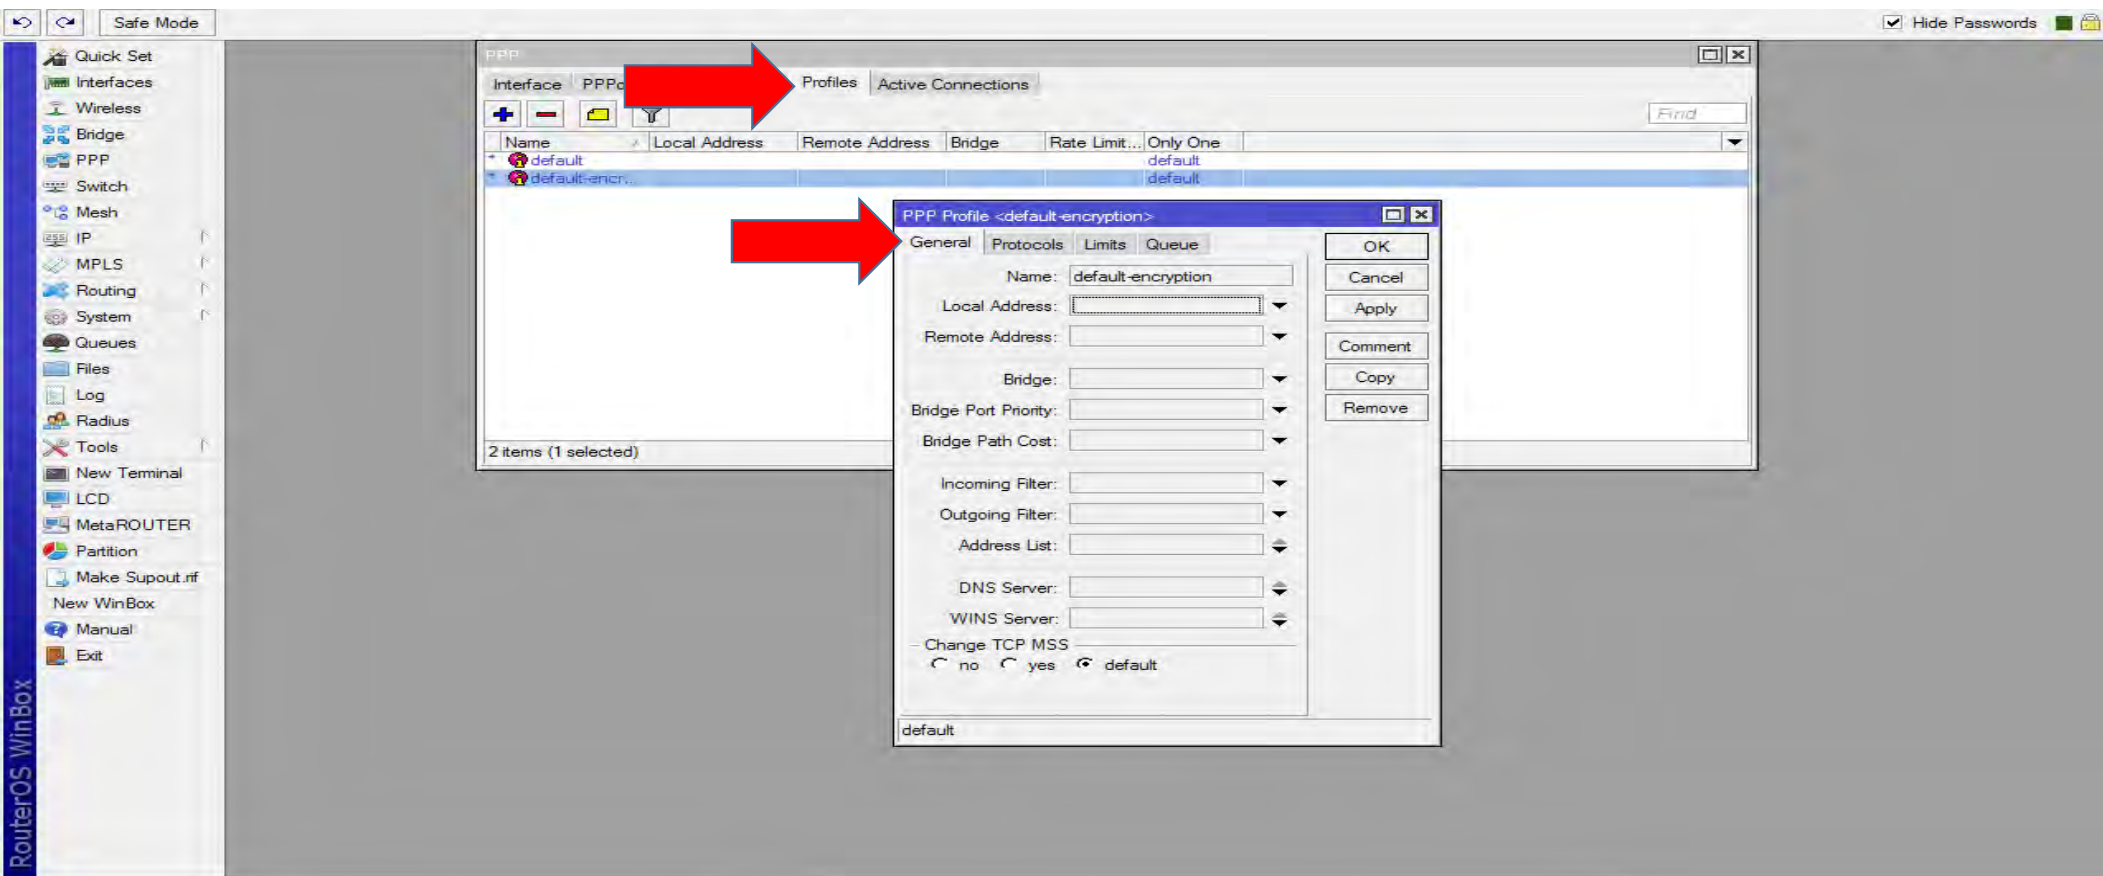 Safe Mode
Hide Passwords
Quick Set
Interfaces
Wireless
Bridge
PPP
Switch
Mesh
IP
MPLS
Routing
System
Queues
Files
Log
Radius
Tools
New Terminal
LCD
MetaROUTER
Partition
Make Supout.rif
New WinBox
Manual
Exit
RouterOS WinBox
PPP
Interface
Profiles
Active Connections
Find
Name
Local Address
Remote Address
Bridge
Rate Limit...
Only One
default
default
default-encr...
default
2 items (1 selected)
PPP Profile <default-encryption>
General
Protocols
Limits
Queue
Name: default-encryption
Local Address:
Remote Address:
Bridge:
Bridge Port Priority:
Bridge Path Cost:
Incoming Filter:
Outgoing Filter:
Address List:
DNS Server:
WINS Server:
Change TCP MSS
no
yes
default
OK
Cancel
Apply
Comment
Copy
Remove
default